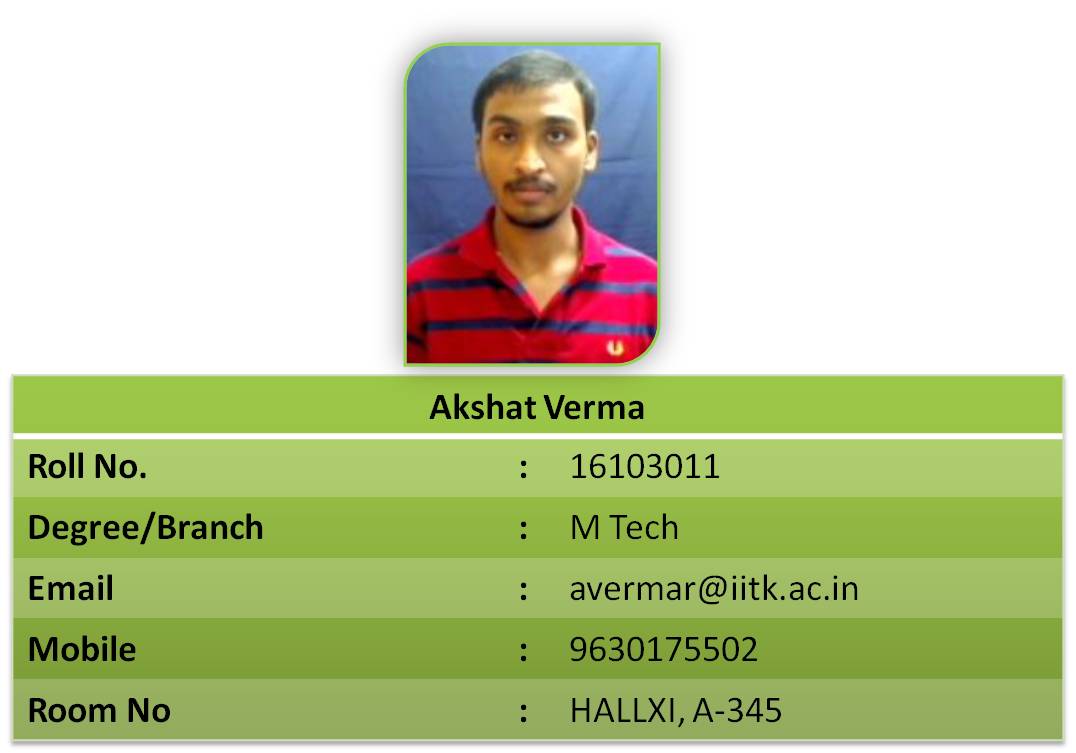 Akshat Verma
Roll No. : 16103011
Degree/Branch : M Tech
Email : avermar@iitk.ac.in
Mobile : 9630175502
Room No : HALLXI, A-345